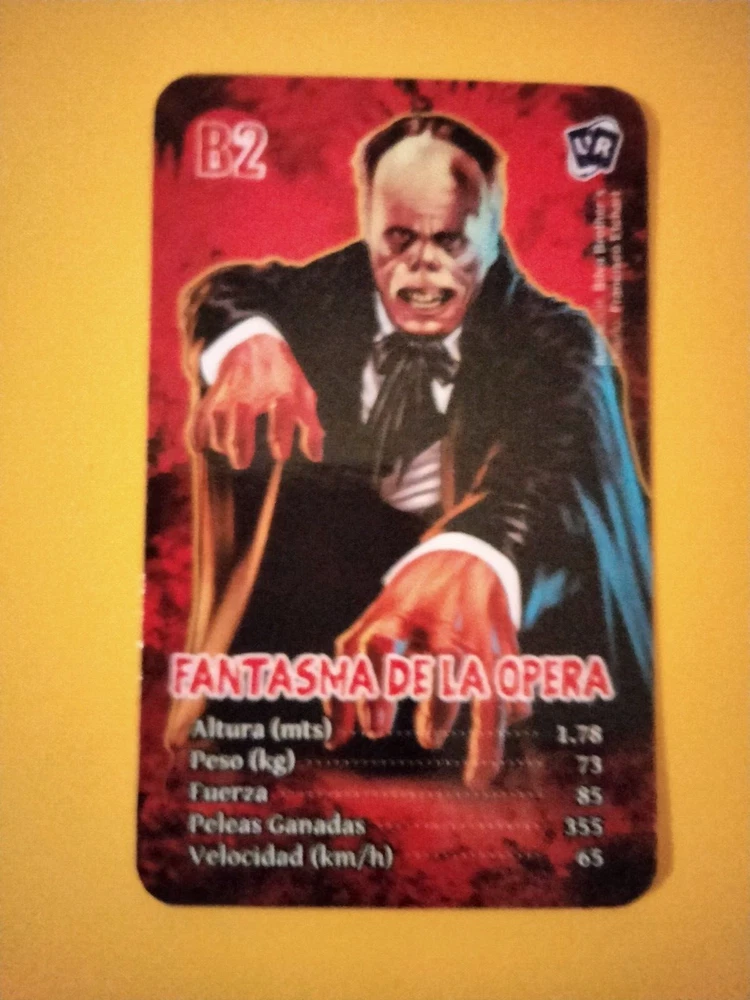 B2
VR
FANTASMA DE LA OPERA
Altura (mts) 1.78
Peso (kg) 73
Fuerza 85
Peleas Ganadas 355
Velocidad (km/h) 65